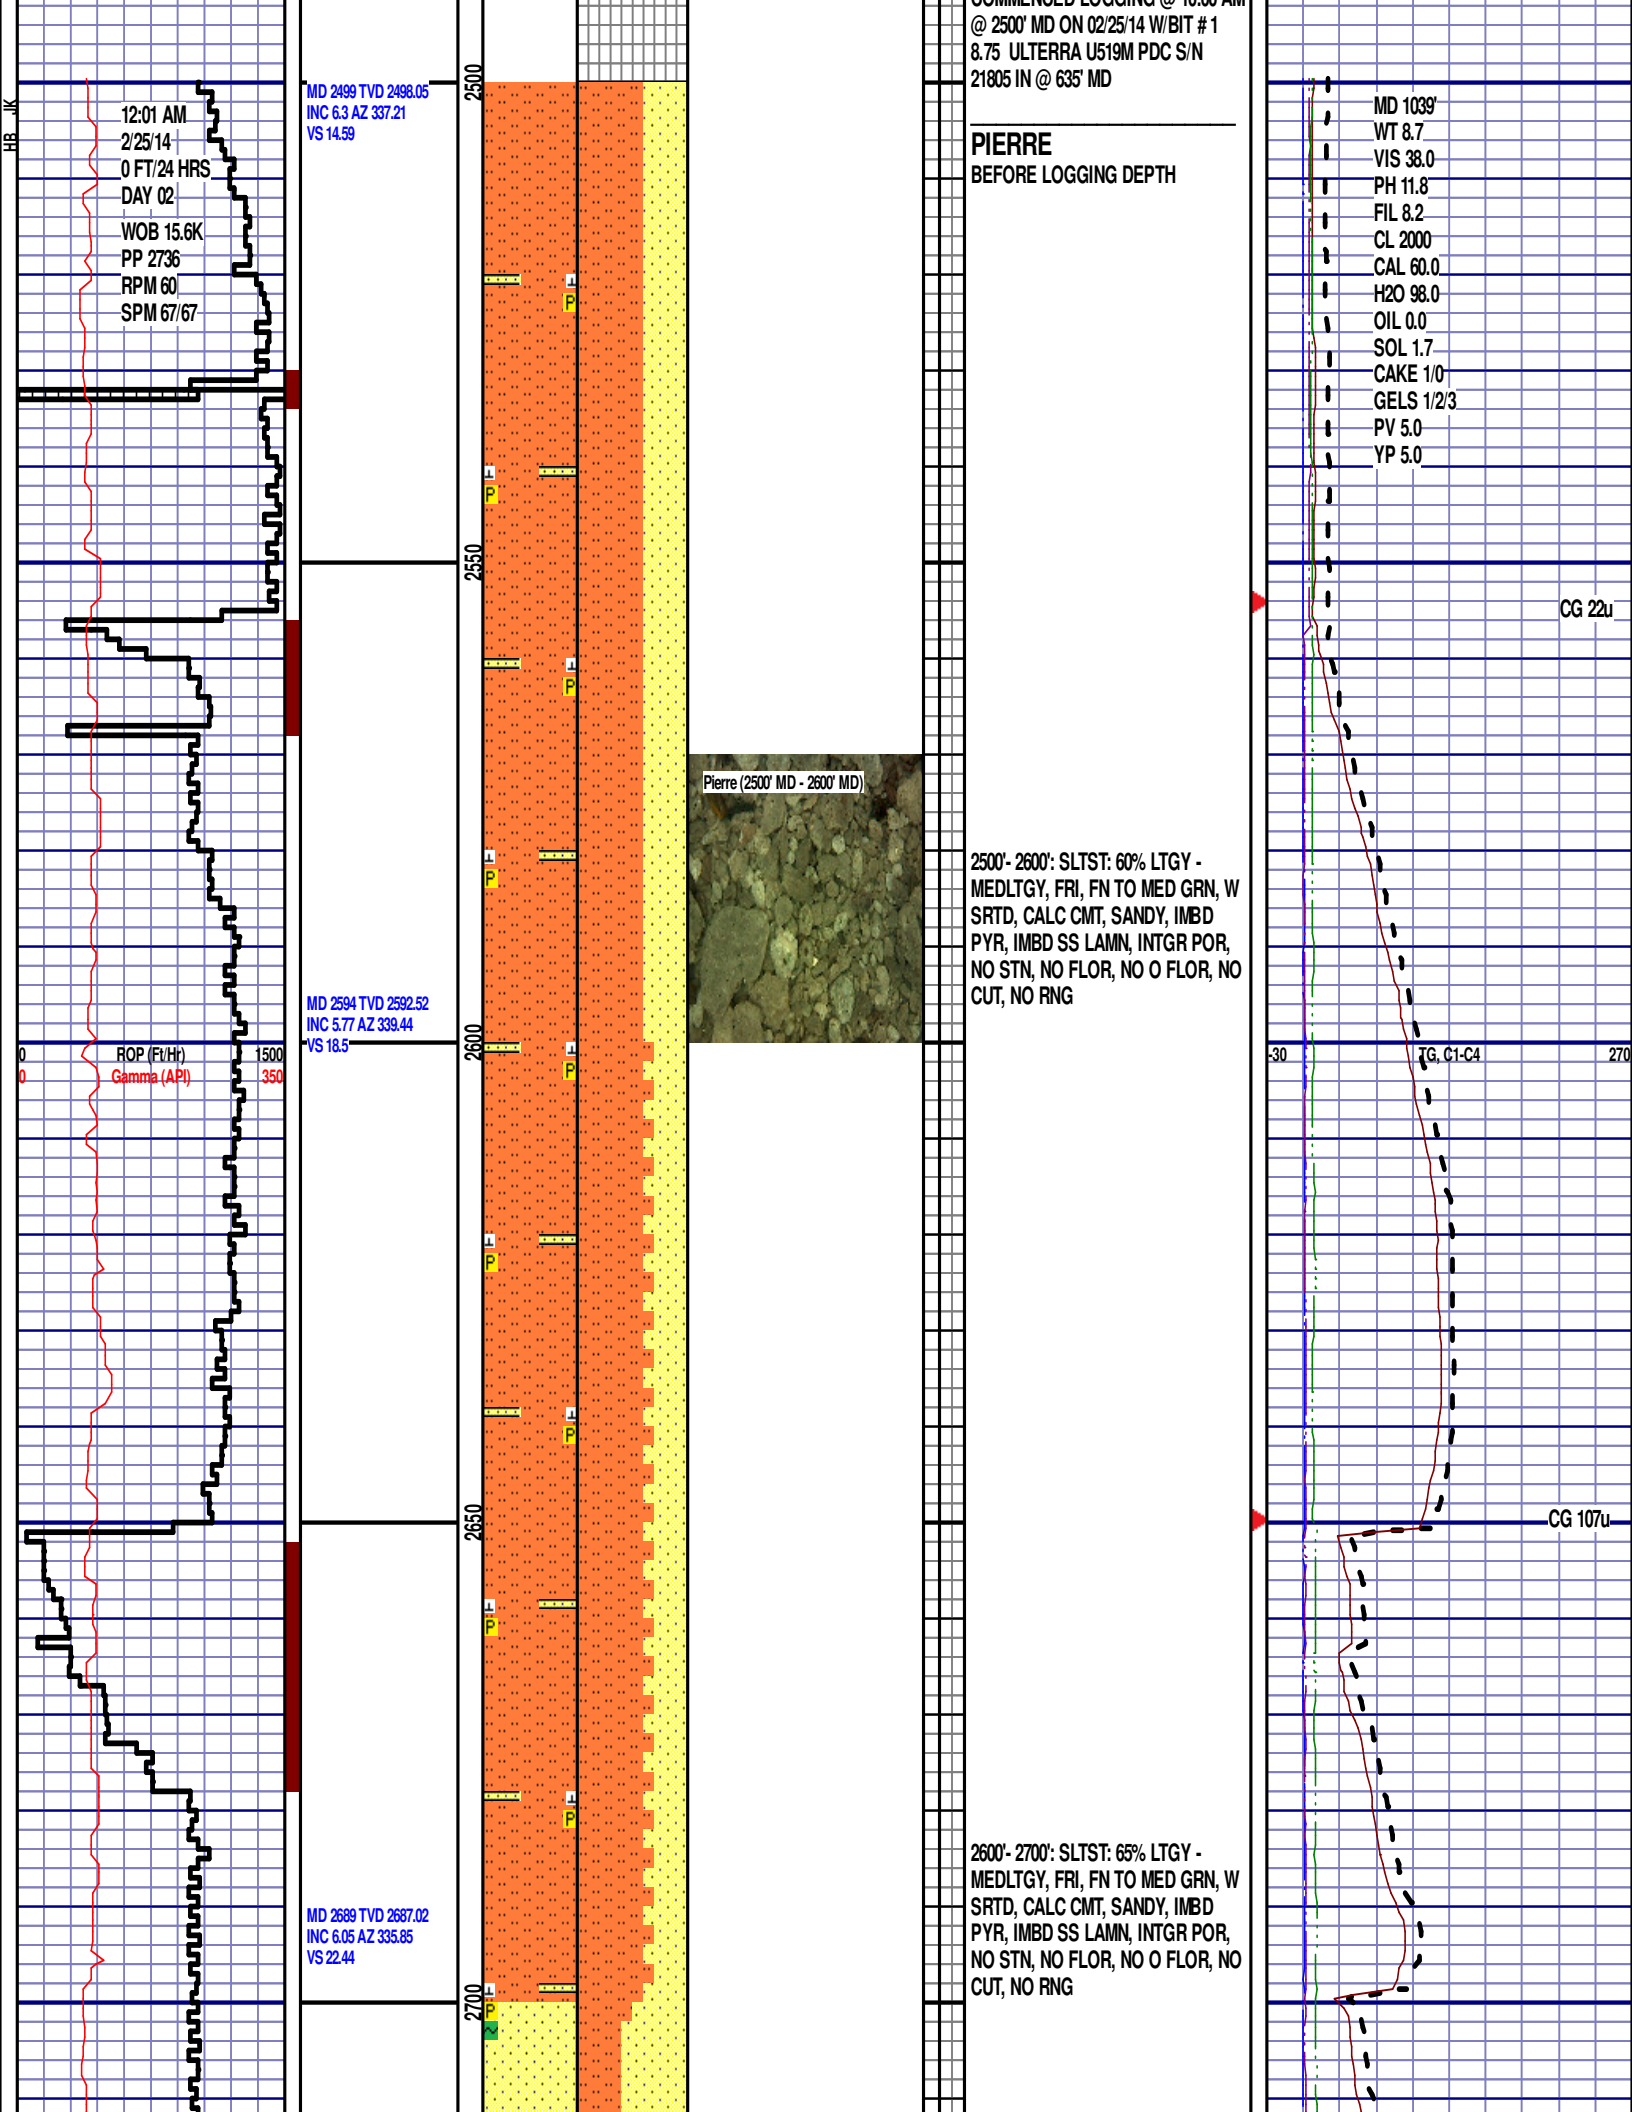 COMMENCED LOGGING @ 10:00 AM
@ 2500' MD ON 02/25/14 W/BIT # 1
8.75 ULTERRA U519M PDC S/N
21805 IN @ 635' MD
PIERRE
BEFORE LOGGING DEPTH
HB JK
12:01 AM
2/25/14
0 FT/24 HRS
DAY 02
WOB 15.6K
PP 2736
RPM 60
SPM 67/67
MD 2499 TVD 2498.05
INC 6.3 AZ 337.21
VS 14.59
2500
MD 1039'
WT 8.7
VIS 38.0
PH 11.8
FIL 8.2
CL 2000
CAL 60.0
H2O 98.0
OIL 0.0
SOL 1.7
CAKE 1/0
GELS 1/2/3
PV 5.0
YP 5.0
P
P
2550
CG 22u
P
Pierre (2500' MD - 2600' MD)
P
2500'- 2600': SLTST: 60% LTGY -
MEDLTGY, FRI, FN TO MED GRN, W
SRTD, CALC CMT, SANDY, IMBD
PYR, IMBD SS LAMN, INTGR POR,
NO STN, NO FLOR, NO O FLOR, NO
CUT, NO RNG
MD 2594 TVD 2592.52
INC 5.77 AZ 339.44
VS 18.5
2600
0 ROP (Ft/Hr) 1500
0 Gamma (API) 350
-30 TG, C1-C4 270
P
P
P
2650
CG 107u
P
P
2600'- 2700': SLTST: 65% LTGY -
MEDLTGY, FRI, FN TO MED GRN, W
SRTD, CALC CMT, SANDY, IMBD
PYR, IMBD SS LAMN, INTGR POR,
NO STN, NO FLOR, NO O FLOR, NO
CUT, NO RNG
MD 2689 TVD 2687.02
INC 6.05 AZ 335.85
VS 22.44
2700
P